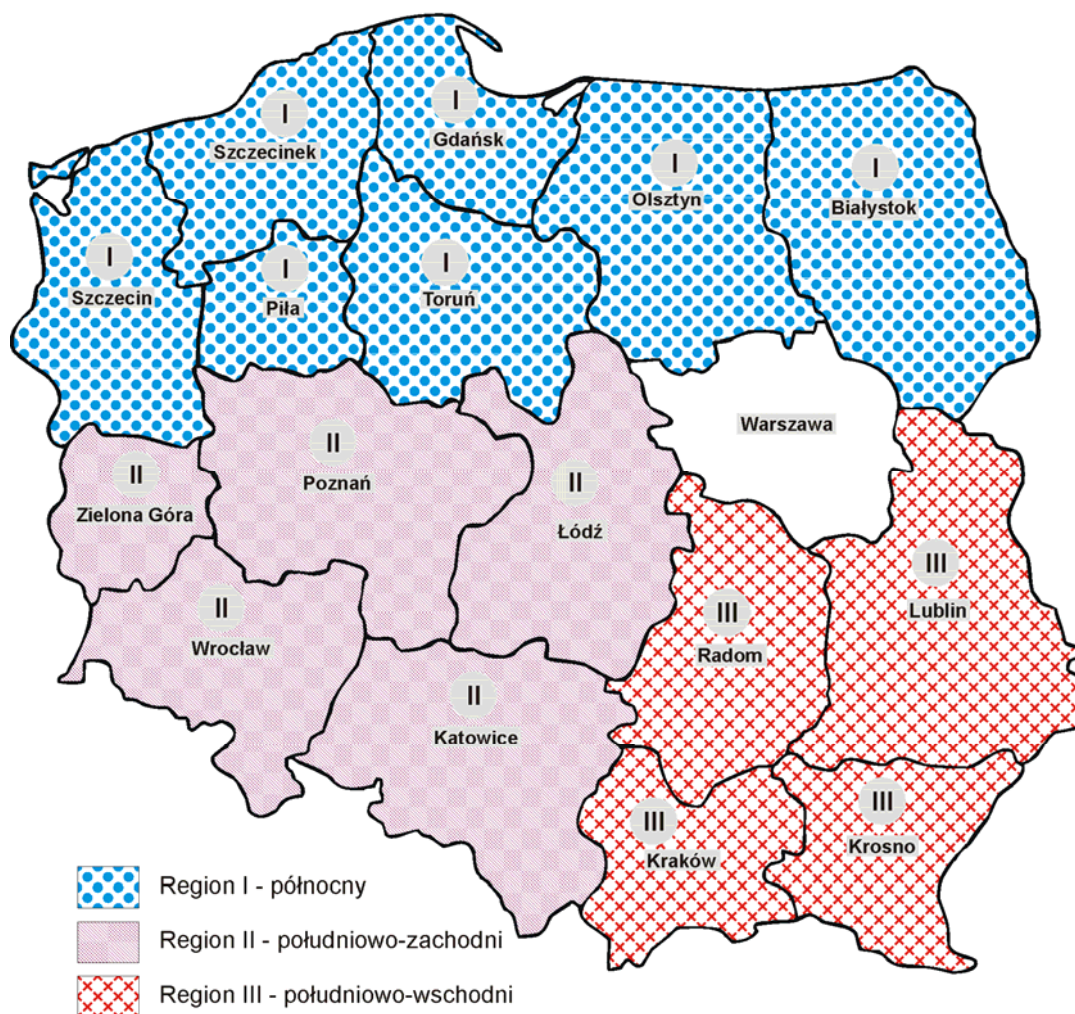 I
Szczecinek
I
Gdańsk
I
Olsztyn
I
Białystok
I
Szczecin
I
Piła
I
Toruń
Warszawa
II
Zielona Góra
II
Poznań
II
Łódź
II
Wrocław
III
Radom
III
Lublin
II
Katowice
III
Kraków
III
Krosno
Region I - północny
Region II - południowo-zachodni
Region III - południowo-wschodni